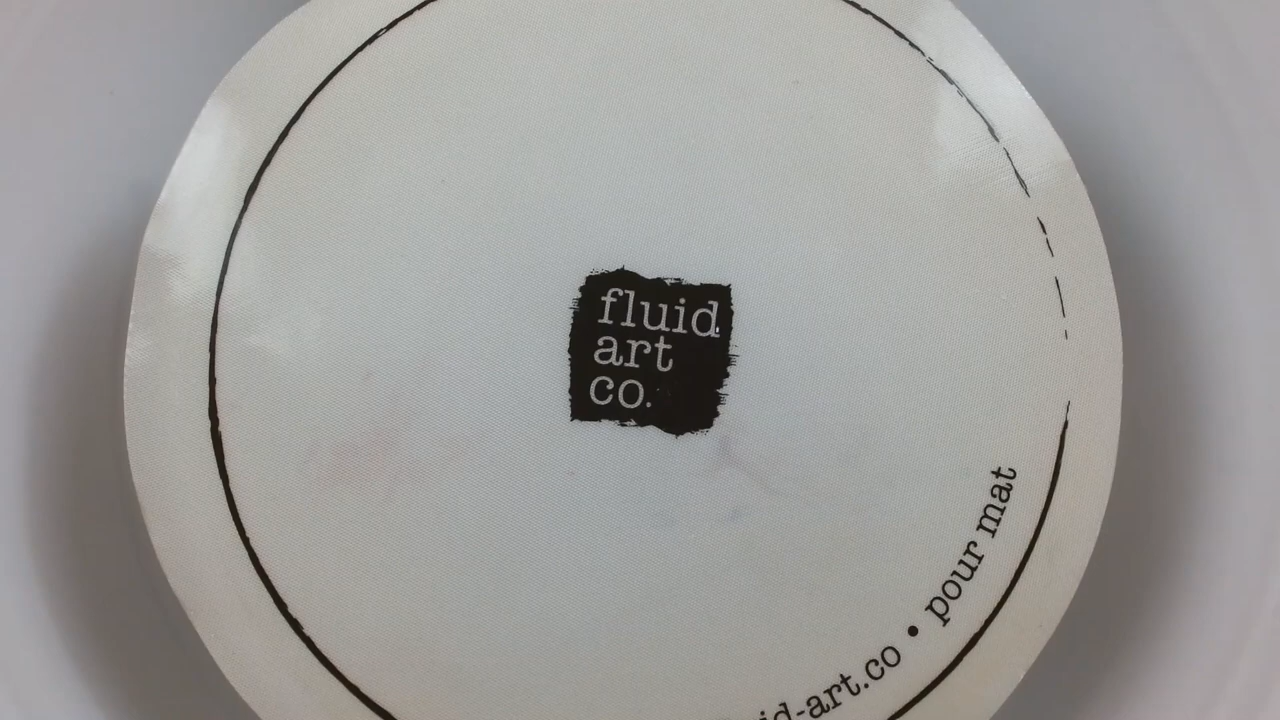 fluid
art
co.
id-art.co • pour mat